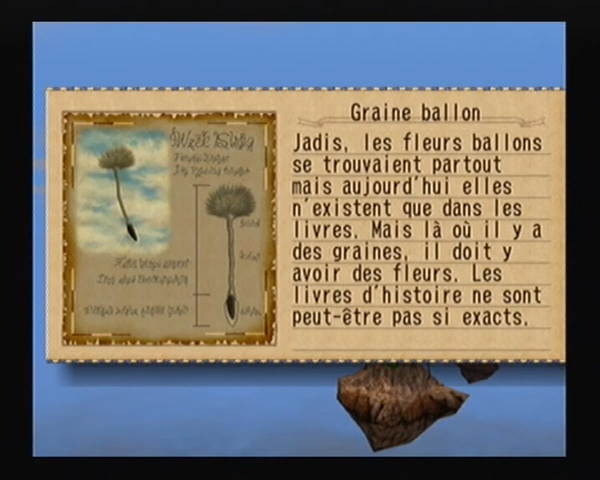 Graine ballon
Jadis, les fleurs ballons
se trouvaient partout
mais aujourd'hui elles
n'existent que dans les
livres. Mais là où il y a
des graines, il doit y
avoir des fleurs. Les
livres d'histoire ne sont
peut-être pas si exacts.